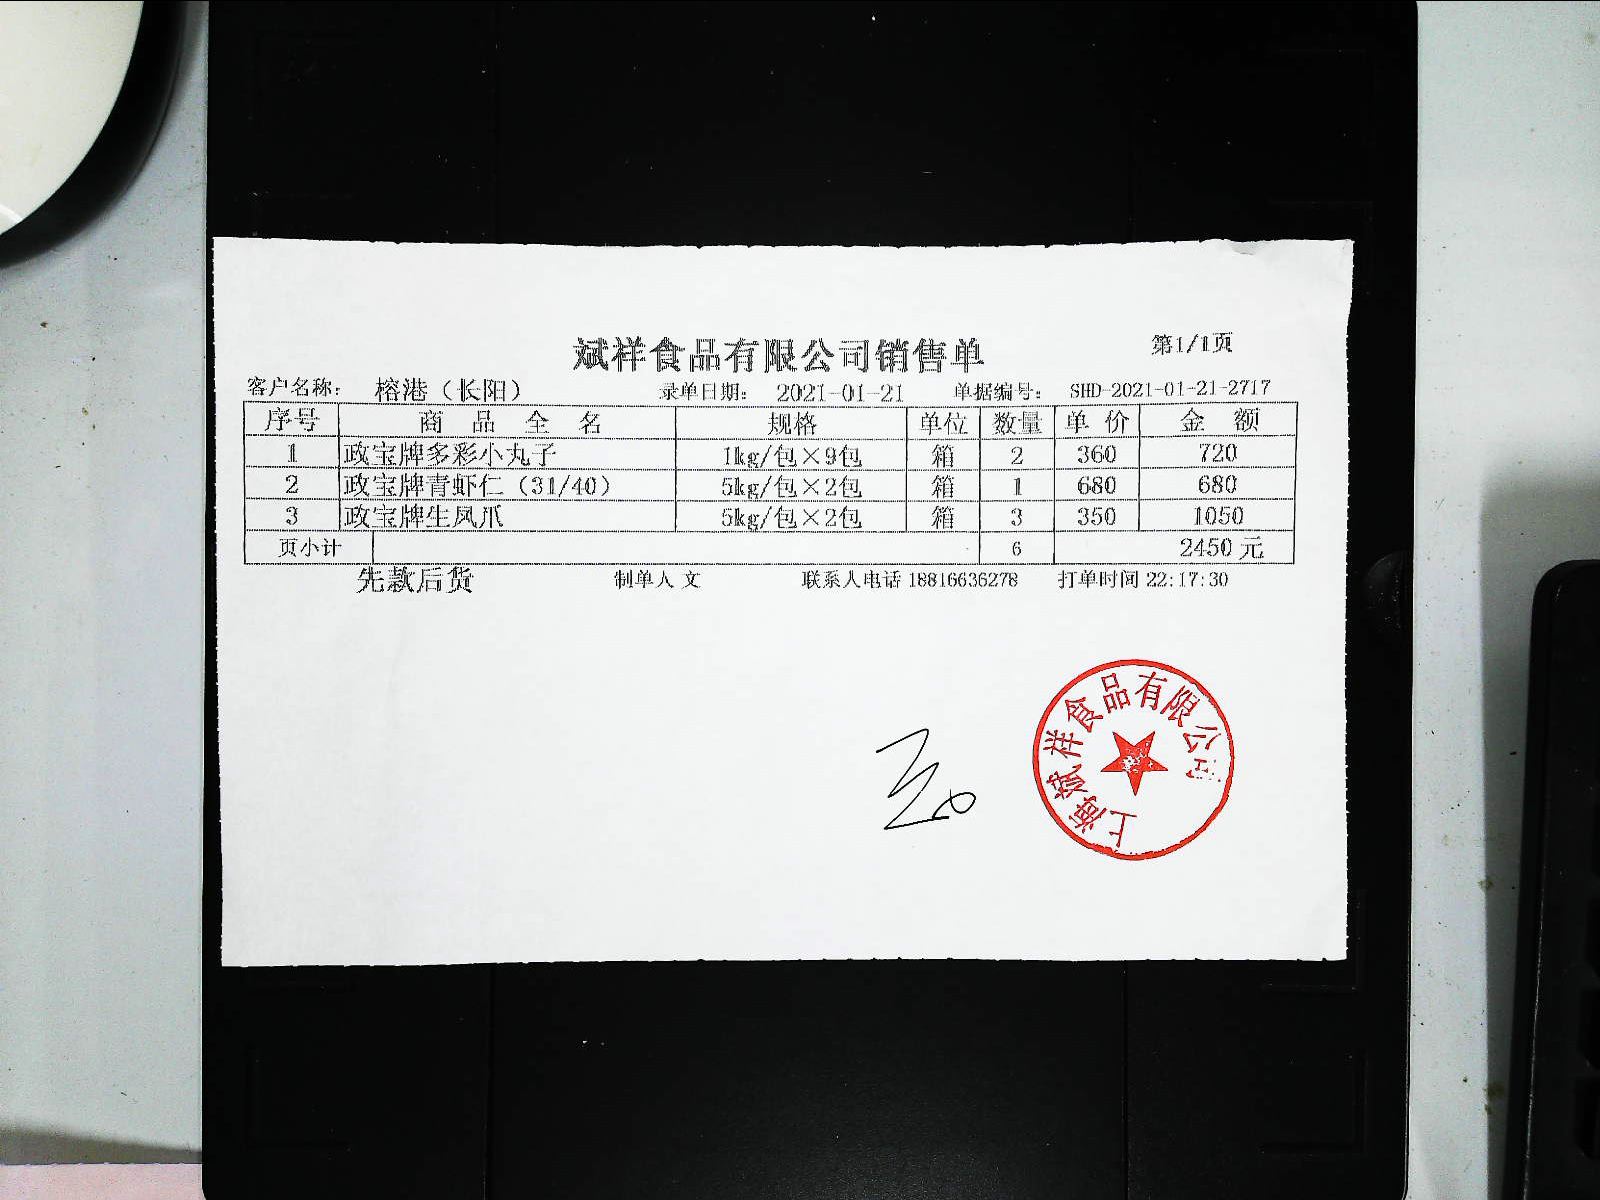 斌祥食品有限公司销售单
第1/1页
客户名称： 榕港（长阳） 录单日期： 2021-01-21 单据编号： SHD-2021-01-21-2717
序号 商品全名 规格 单位 数量 单价 金额
1 政宝牌多彩小丸子 1kg/包×9包 箱 2 360 720
2 政宝牌青虾仁（31/40） 5kg/包×2包 箱 1 680 680
3 政宝牌生凤爪 5kg/包×2包 箱 3 350 1050
页小计 6 2450 元
先款后货 制单人 文 联系人电话 18816636278 打单时间 22:17:30
上海斌祥食品有限公司